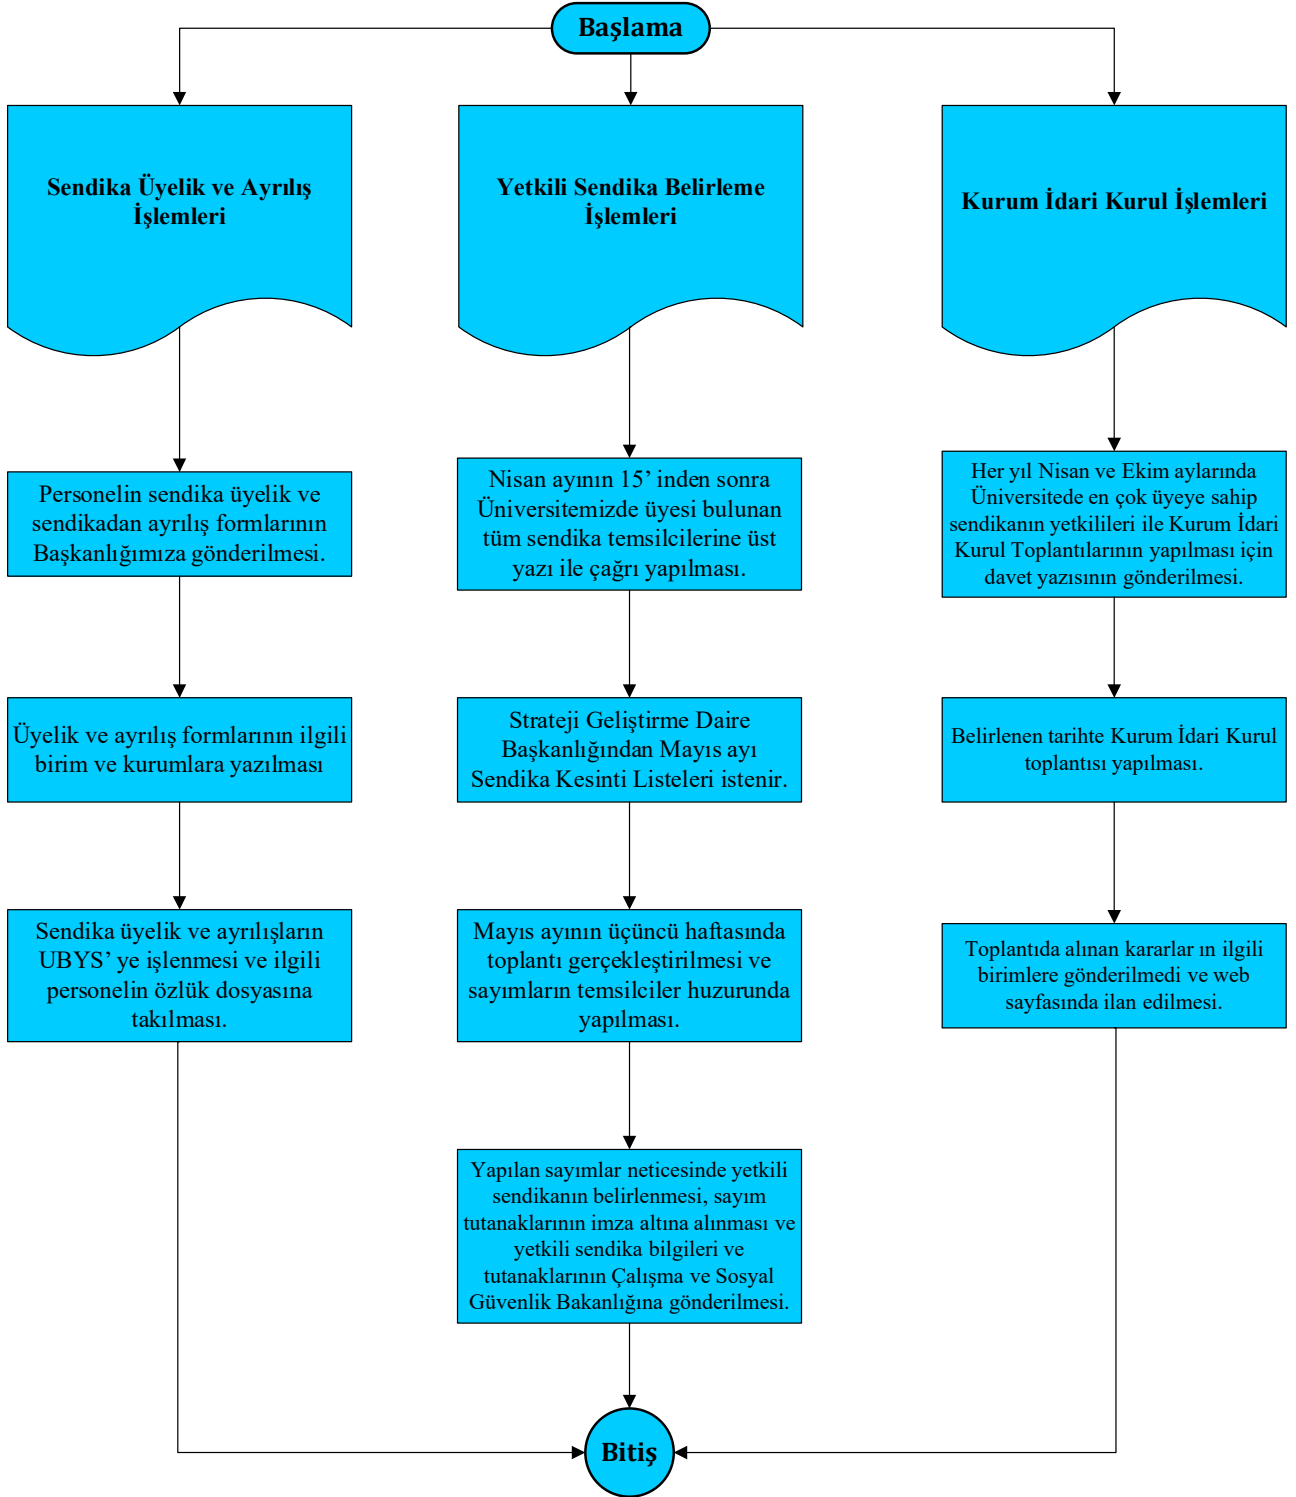 Başlama
Sendika Üyelik ve Ayrılış
İşlemleri
Personelin sendika üyelik ve
sendikadan ayrılış formlarının
Başkanlığımıza gönderilmesi.
Üyelik ve ayrılış formlarının ilgili
birim ve kurumlara yazılması
Sendika üyelik ve ayrılışların
UBYS’ ye işlenmesi ve ilgili
personelin özlük dosyasına
takılması.
Yetkili Sendika Belirleme
İşlemleri
Nisan ayının 15’ inden sonra
Üniversitemizde üyesi bulunan
tüm sendika temsilcilerine üst
yazı ile çağrı yapılması.
Strateji Geliştirme Daire
Başkanlığından Mayıs ayı
Sendika Kesinti Listeleri istenir.
Mayıs ayının üçüncü haftasında
toplantı gerçekleştirilmesi ve
sayımların temsilciler huzurunda
yapılması.
Yapılan sayımlar neticesinde yetkili
sendikanın belirlenmesi, sayım
tutanaklarının imza altına alınması ve
yetkili sendika bilgileri ve
tutanaklarının Çalışma ve Sosyal
Güvenlik Bakanlığına gönderilmesi.
Kurum İdari Kurul İşlemleri
Her yıl Nisan ve Ekim aylarında
Üniversitede en çok üyeye sahip
sendikanın yetkilileri ile Kurum İdari
Kurul Toplantılarının yapılması için
davet yazısının gönderilmesi.
Belirlenen tarihte Kurum İdari Kurul
toplantısı yapılması.
Toplantıda alınan kararlar ın ilgili
birimlere gönderilmedi ve web
sayfasında ilan edilmesi.
Bitiş